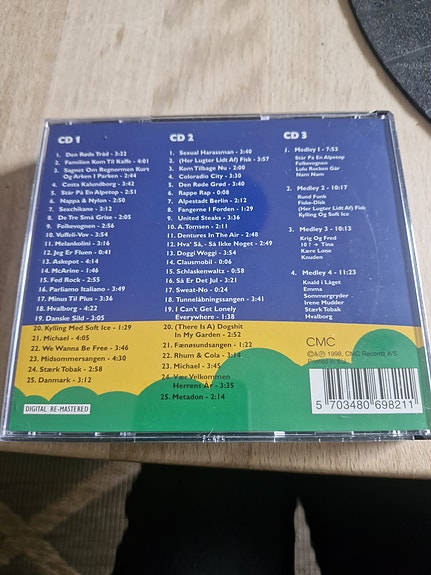 CD 1
1. Den Røde Tråd - 3:22
2. Familien Kom Til Kaffe - 4:01
3. Sagnet Om Regnormen Kurt
Og Ørken I Parken - 2:44
4. Costa Kalundborg - 3:42
5. Står På En Alpetop - 5:51
6. Nappa & Nylon - 2:50
7. Sexchikane - 3:12
8. De Tre Små Grise - 2:05
9. Folkevognen - 2:56
10. Vuffeli-Vov - 3:54
11. Melankolini - 3:16
12. Jeg Er Fluen - 0:41
13. Askepot - 4:14
14. McArine - 1:46
15. Fed Rock - 2:55
16. Parliamo Italiano - 3:49
17. Minus Til Plus - 3:36
18. Hvalborg - 4:22
19. Danske Sild - 3:05
20. Kylling Med Soft Ice - 1:29
21. Michael - 4:05
22. We Wanna Be Free - 3:46
23. Midsommersangen - 4:30
24. Stærk Tobak - 2:58
25. Danmark - 3:12
CD 2
1. Sexual Harassman - 3:40
2. (Hør Lugter Lidt Af) Fisk - 3:57
3. Kom Tilbage Nu - 2:00
4. Coloradio City - 3:30
5. Den Røde Grød - 3:40
6. Rappe Rap - 0:08
7. Alpestadt Berlin - 2:12
8. Fangerne I Forden - 1:29
9. United Steaks - 3:36
10. A. Tomsen - 2:11
11. Dentures In The Air - 2:48
12. Hva' Så, - Så Ikke Noget - 2:49
13. Doggi Woggi - 3:54
14. Clausmobil - 0:06
15. Schlaskenwaltz - 0:58
16. Så Er Det Jul - 3:21
17. Sweat-No - 0:24
18. Tunnelåbningssangen - 3:41
19. I Can't Get Lonely
Everywhere - 1:38
20. (There Is A) Dogshit
In My Garden - 2:52
21. Fænøsundsangen - 1:22
22. Rhum & Cola - 3:14
23. Michael - 3:45
24. Vær Velkommen
Herrens År - 3:35
25. Metadon - 2:14
CD 3
1. Medley 1 - 7:53
Står På En Alpetop
Folkevognen
Lulu Rocken Går
Nam Nam
2. Medley 2 - 10:17
Rund Funk
Fiske-Disk
(Hør Lugter Lidt Af) Fisk
Kylling Og Soft Ice
3. Medley 3 - 10:13
Krig Og Fred
10 ? + Tina
Kære Lone
Knuden
4. Medley 4 - 11:23
Knald I Låget
Emma
Sommergryder
Irene Mudder
Stærk Tobak
Hvalborg
CMC
©&℗ 1998, CMC Records A/S
Printed in EU
5 703480 698211
DIGITAL RE-MASTERED